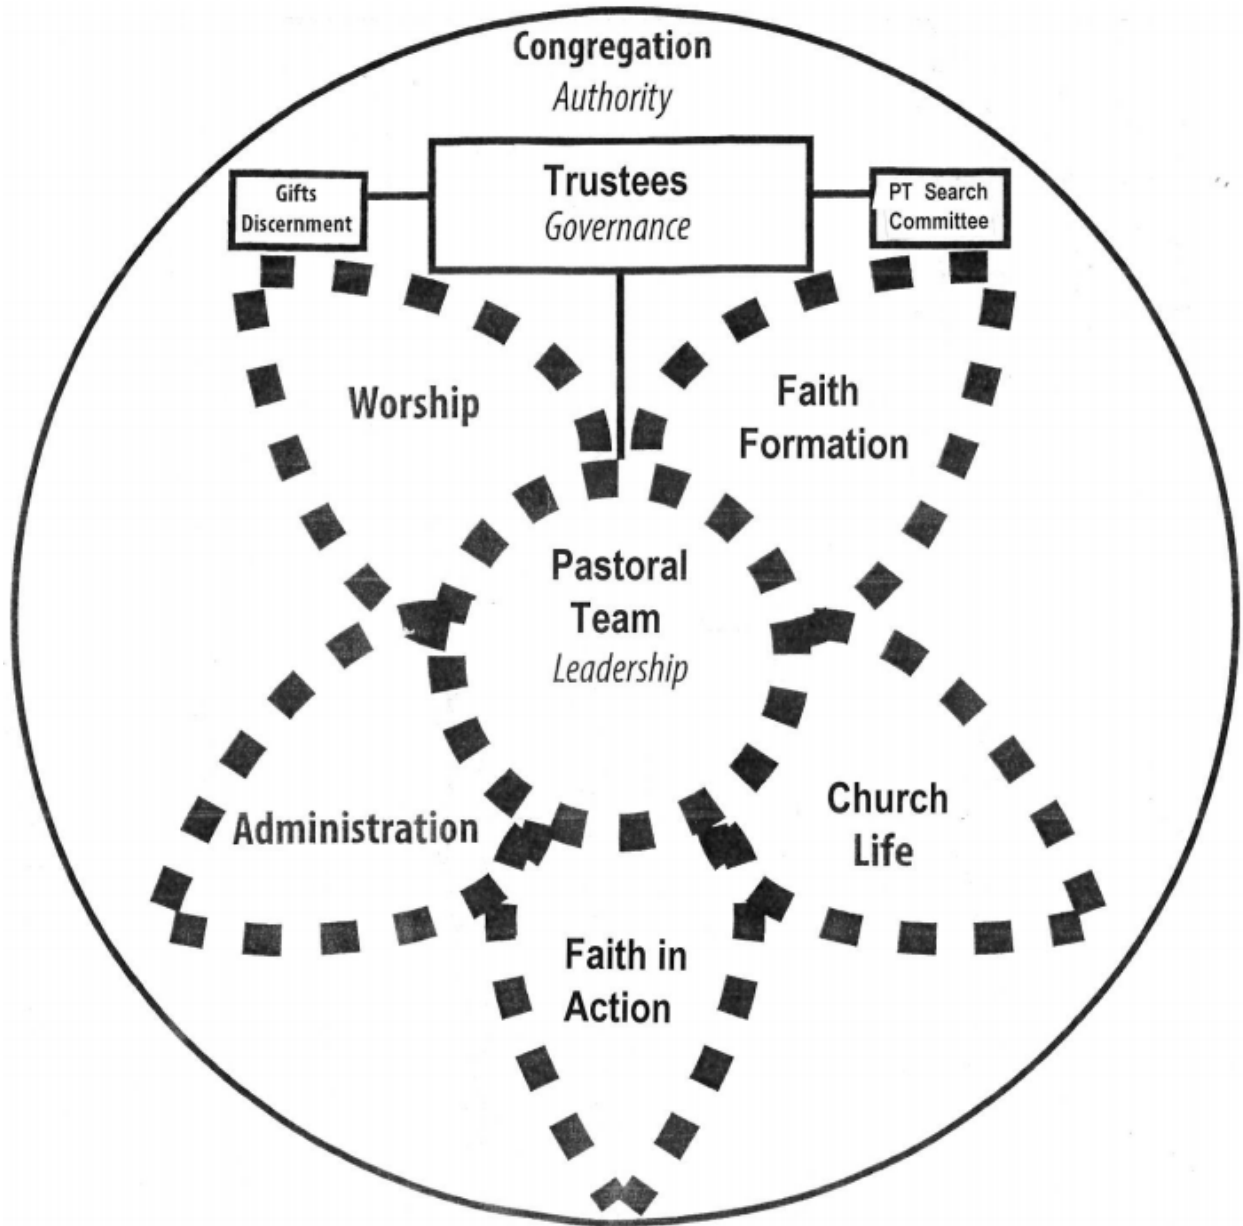 Congregation
Authority
Trustees
Governance
Gifts
Discernment
PT Search
Committee
Worship
Faith
Formation
Pastoral
Team
Leadership
Administration
Church
Life
Faith in
Action